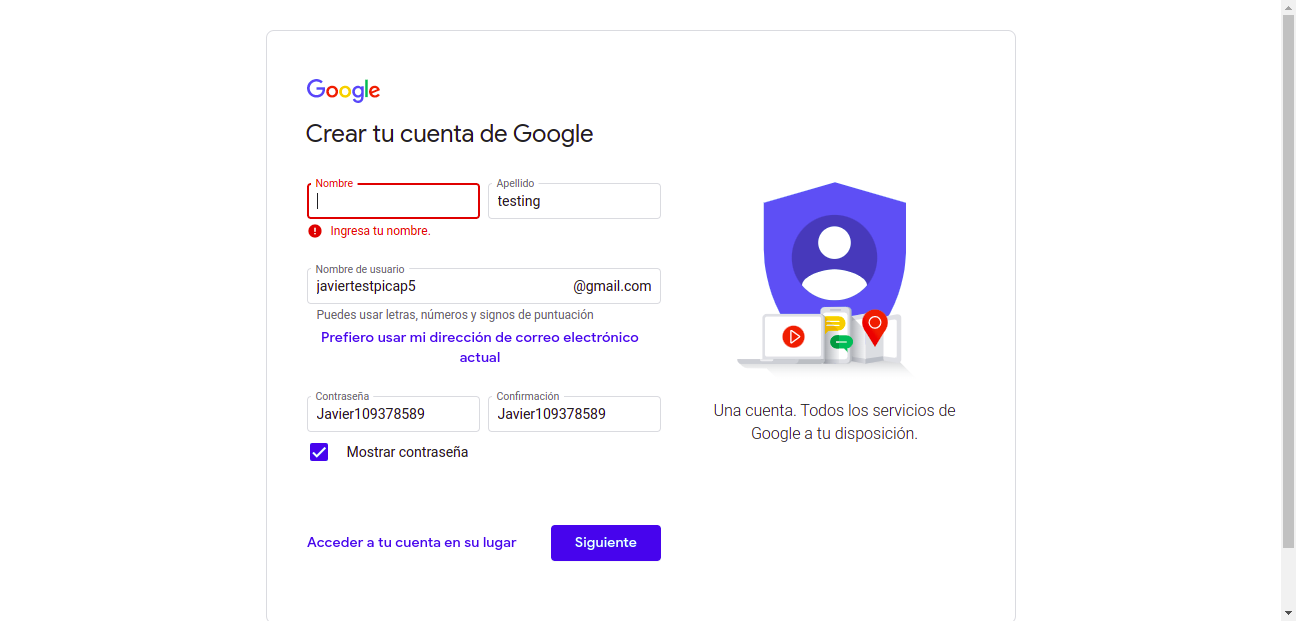 Google
Crear tu cuenta de Google
Nombre
Apellido
testing
Ingresa tu nombre.
Nombre de usuario
javiertestpicap5
@gmail.com
Puedes usar letras, números y signos de puntuación
Prefiero usar mi dirección de correo electrónico
actual
Contraseña
Confirmación
Javier109378589
Javier109378589
Mostrar contraseña
Acceder a tu cuenta en su lugar
Siguiente
Una cuenta. Todos los servicios de
Google a tu disposición.